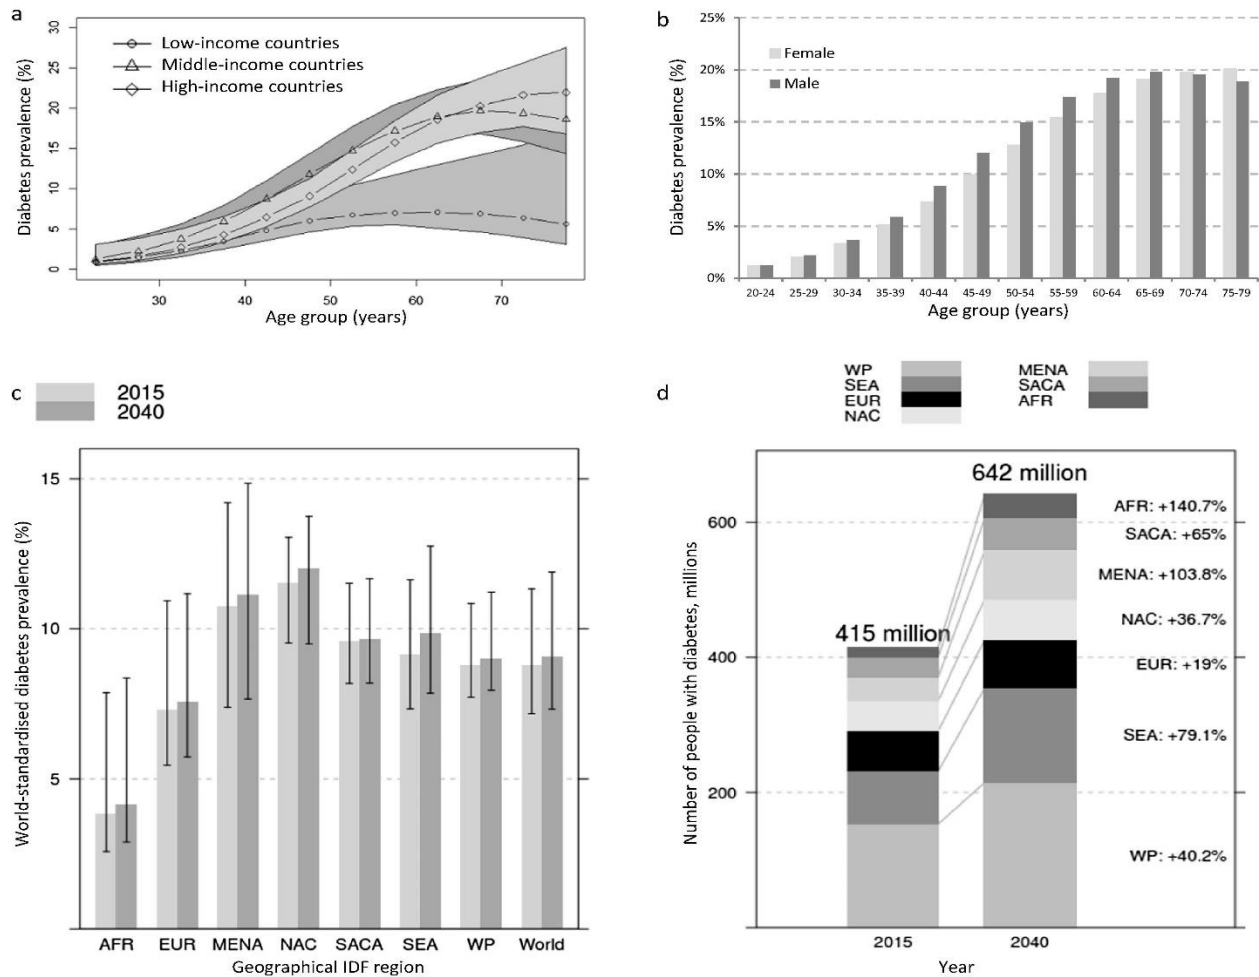 a
Diabetes prevalence (%)
30
25
20
15
10
5
0
Low-income countries
Middle-income countries
High-income countries
30 40 50 60 70
Age group (years)
b
Diabetes prevalence (%)
25%
20%
15%
10%
5%
0%
Female
Male
20-24 25-29 30-34 35-39 40-44 45-49 50-54 55-59 60-64 65-69 70-74 75-79
Age group (years)
c
2015
2040
World-standardised diabetes prevalence (%)
15
10
5
AFR EUR MENA NAC SACA SEA WP World
Geographical IDF region
d
WP
SEA
EUR
NAC
MENA
SACA
AFR
Number of people with diabetes, millions
600
400
200
415 million
642 million
AFR: +140.7%
SACA: +65%
MENA: +103.8%
NAC: +36.7%
EUR: +19%
SEA: +79.1%
WP: +40.2%
2015 2040
Year